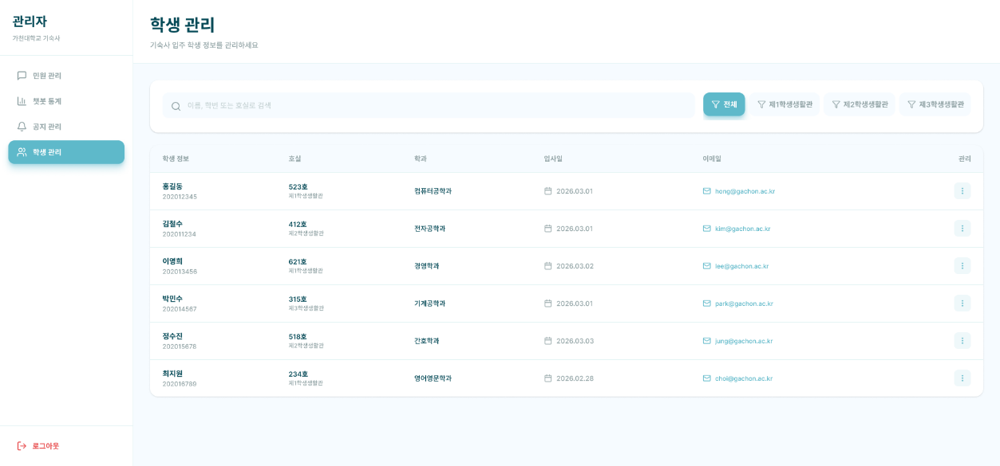 관리자
가천대학교 기숙사
민원 관리
챗봇 통계
공지 관리
학생 관리
로그아웃
학생 관리
기숙사 입주 학생 정보를 관리하세요
이름, 학번 또는 호실로 검색
전체 제1학생생활관 제2학생생활관 제3학생생활관
학생 정보 호실 학과 입사일 이메일 관리
홍길동 523호 컴퓨터공학과 2026.03.01 hong@gachon.ac.kr
202012345 제1학생생활관
김철수 412호 전자공학과 2026.03.01 kim@gachon.ac.kr
202011234 제2학생생활관
이영희 621호 경영학과 2026.03.02 lee@gachon.ac.kr
202013456 제1학생생활관
박민수 315호 기계공학과 2026.03.01 park@gachon.ac.kr
202014567 제3학생생활관
정수진 518호 간호학과 2026.03.03 jung@gachon.ac.kr
202015678 제2학생생활관
최지원 234호 영어영문학과 2026.02.28 choi@gachon.ac.kr
202016789 제1학생생활관